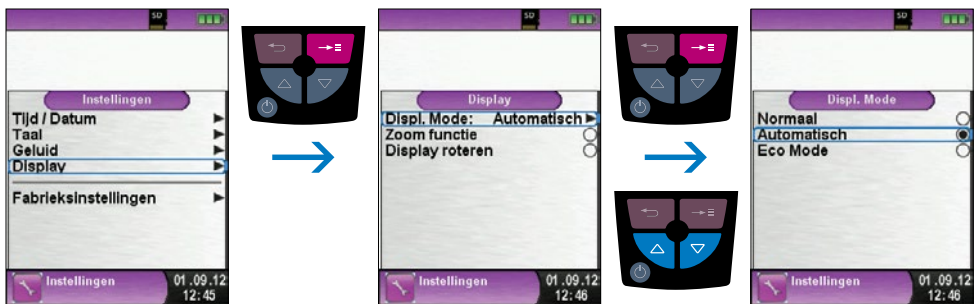 SD
Instellingen
Tijd / Datum
Taal
Geluid
Display
Fabrieksinstellingen
Instellingen
01.09.12
12:45
SD
Display
Displ. Mode: Automatisch
Zoom functie
Display roteren
Instellingen
01.09.12
12:46
SD
Displ. Mode
Normaal
Automatisch
Eco Mode
Instellingen
01.09.12
12:46